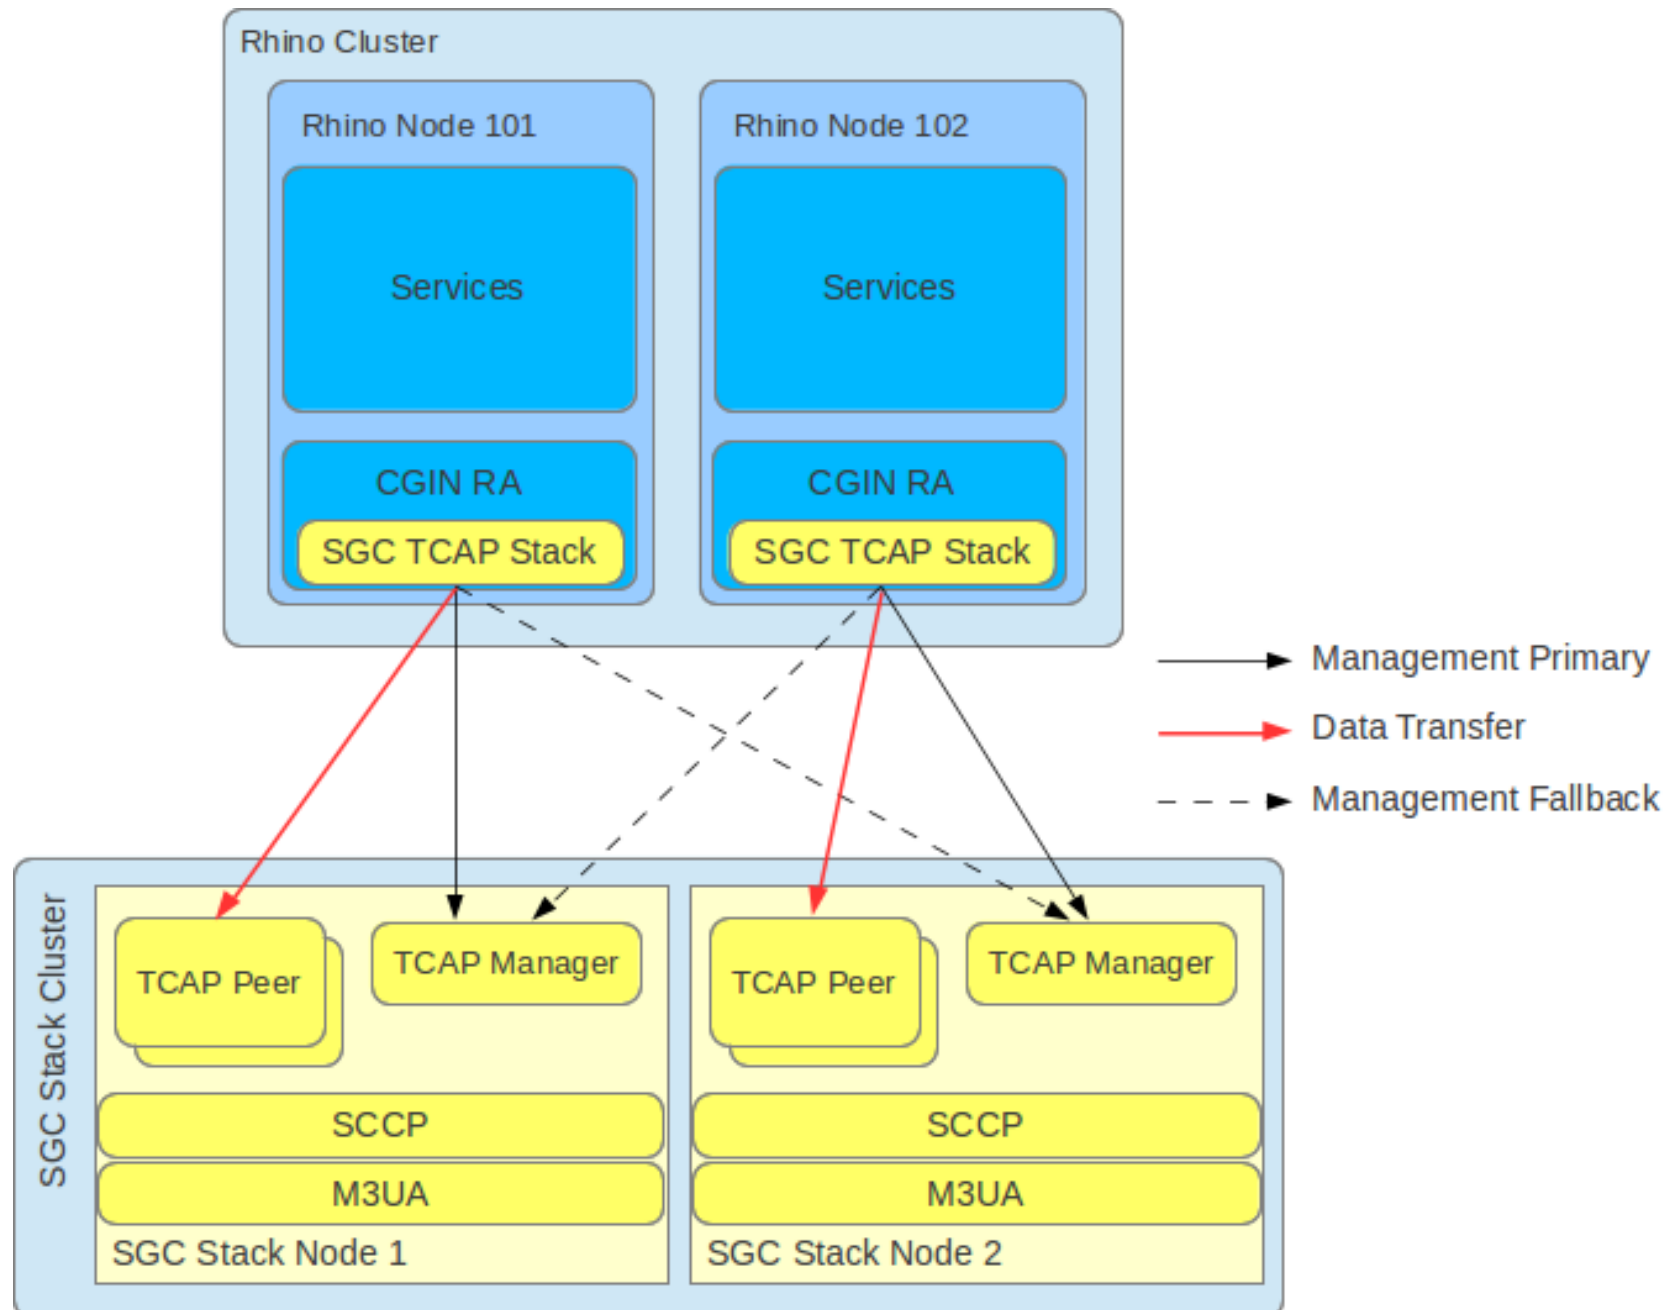 Rhino Cluster
Rhino Node 101
Rhino Node 102
Services
Services
CGIN RA
CGIN RA
SGC TCAP Stack
SGC TCAP Stack
Management Primary
Data Transfer
Management Fallback
SGC Stack Cluster
TCAP Peer
TCAP Manager
TCAP Peer
TCAP Manager
SCCP
SCCP
M3UA
M3UA
SGC Stack Node 1
SGC Stack Node 2